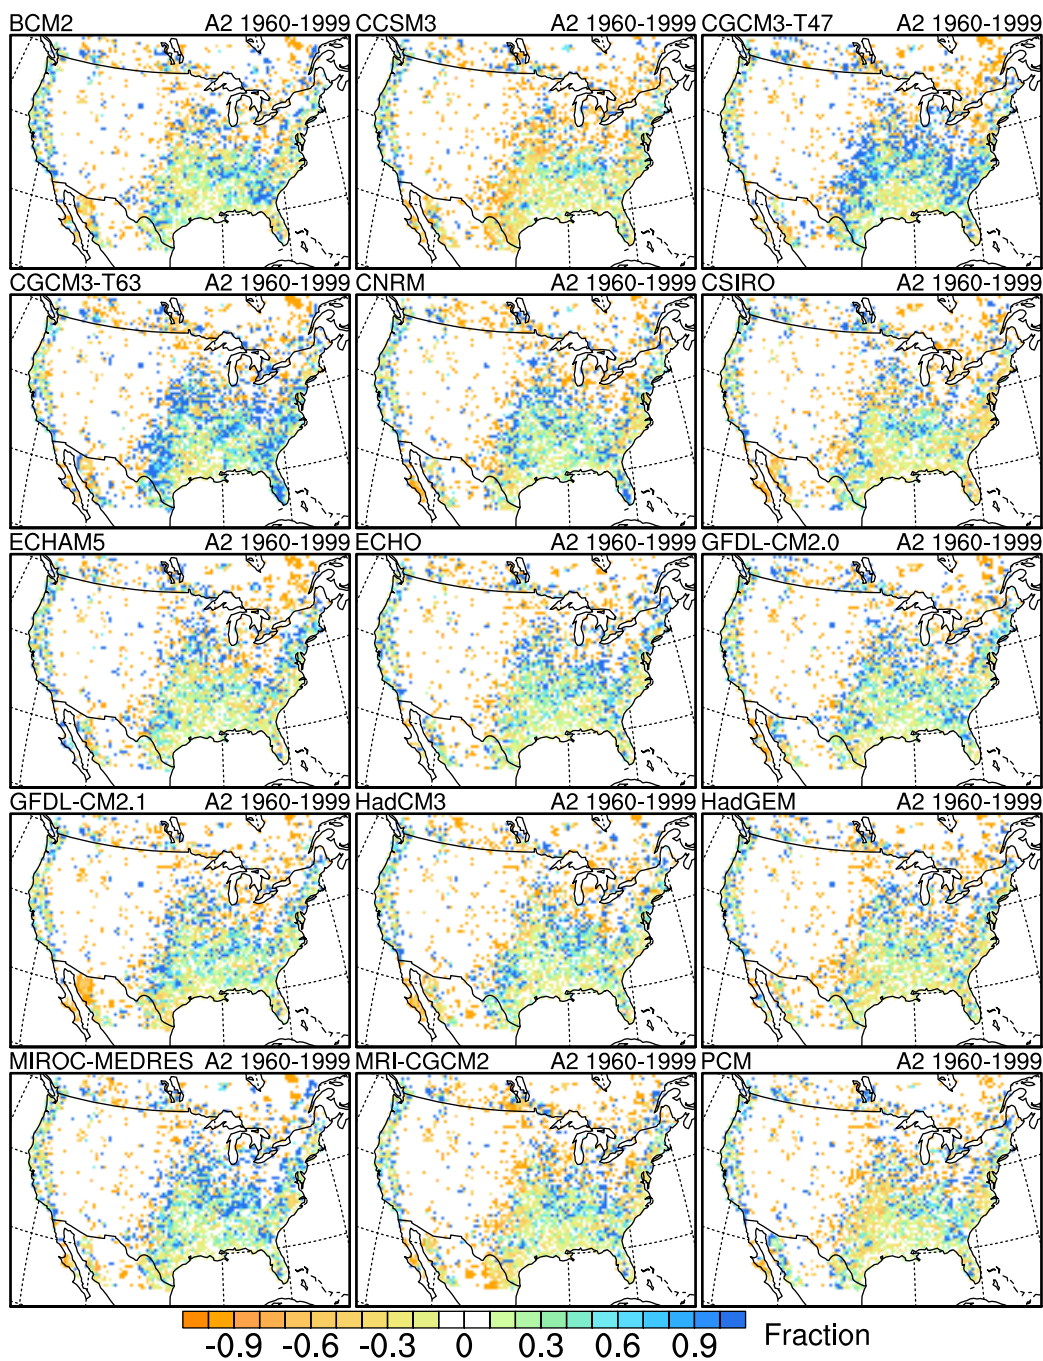 BCM2 A2 1960-1999 CCSM3 A2 1960-1999 CGCM3-T47 A2 1960-1999
CGCM3-T63 A2 1960-1999 CNRM A2 1960-1999 CSIRO A2 1960-1999
ECHAM5 A2 1960-1999 ECHO A2 1960-1999 GFDL-CM2.0 A2 1960-1999
GFDL-CM2.1 A2 1960-1999 HadCM3 A2 1960-1999 HadGEM A2 1960-1999
MIROC-MEDRES A2 1960-1999 MRI-CGCM2 A2 1960-1999 PCM A2 1960-1999
-0.9 -0.6 -0.3 0 0.3 0.6 0.9 Fraction